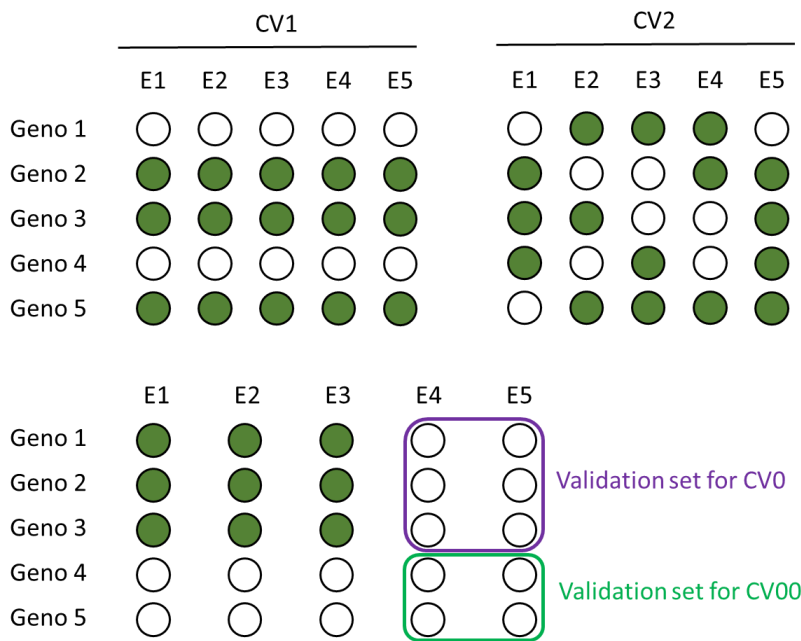 CV1 CV2
E1 E2 E3 E4 E5 E1 E2 E3 E4 E5
Geno 1
Geno 2
Geno 3
Geno 4
Geno 5
E1 E2 E3 E4 E5
Geno 1
Geno 2
Validation set for CV0
Geno 3
Geno 4
Validation set for CV00
Geno 5